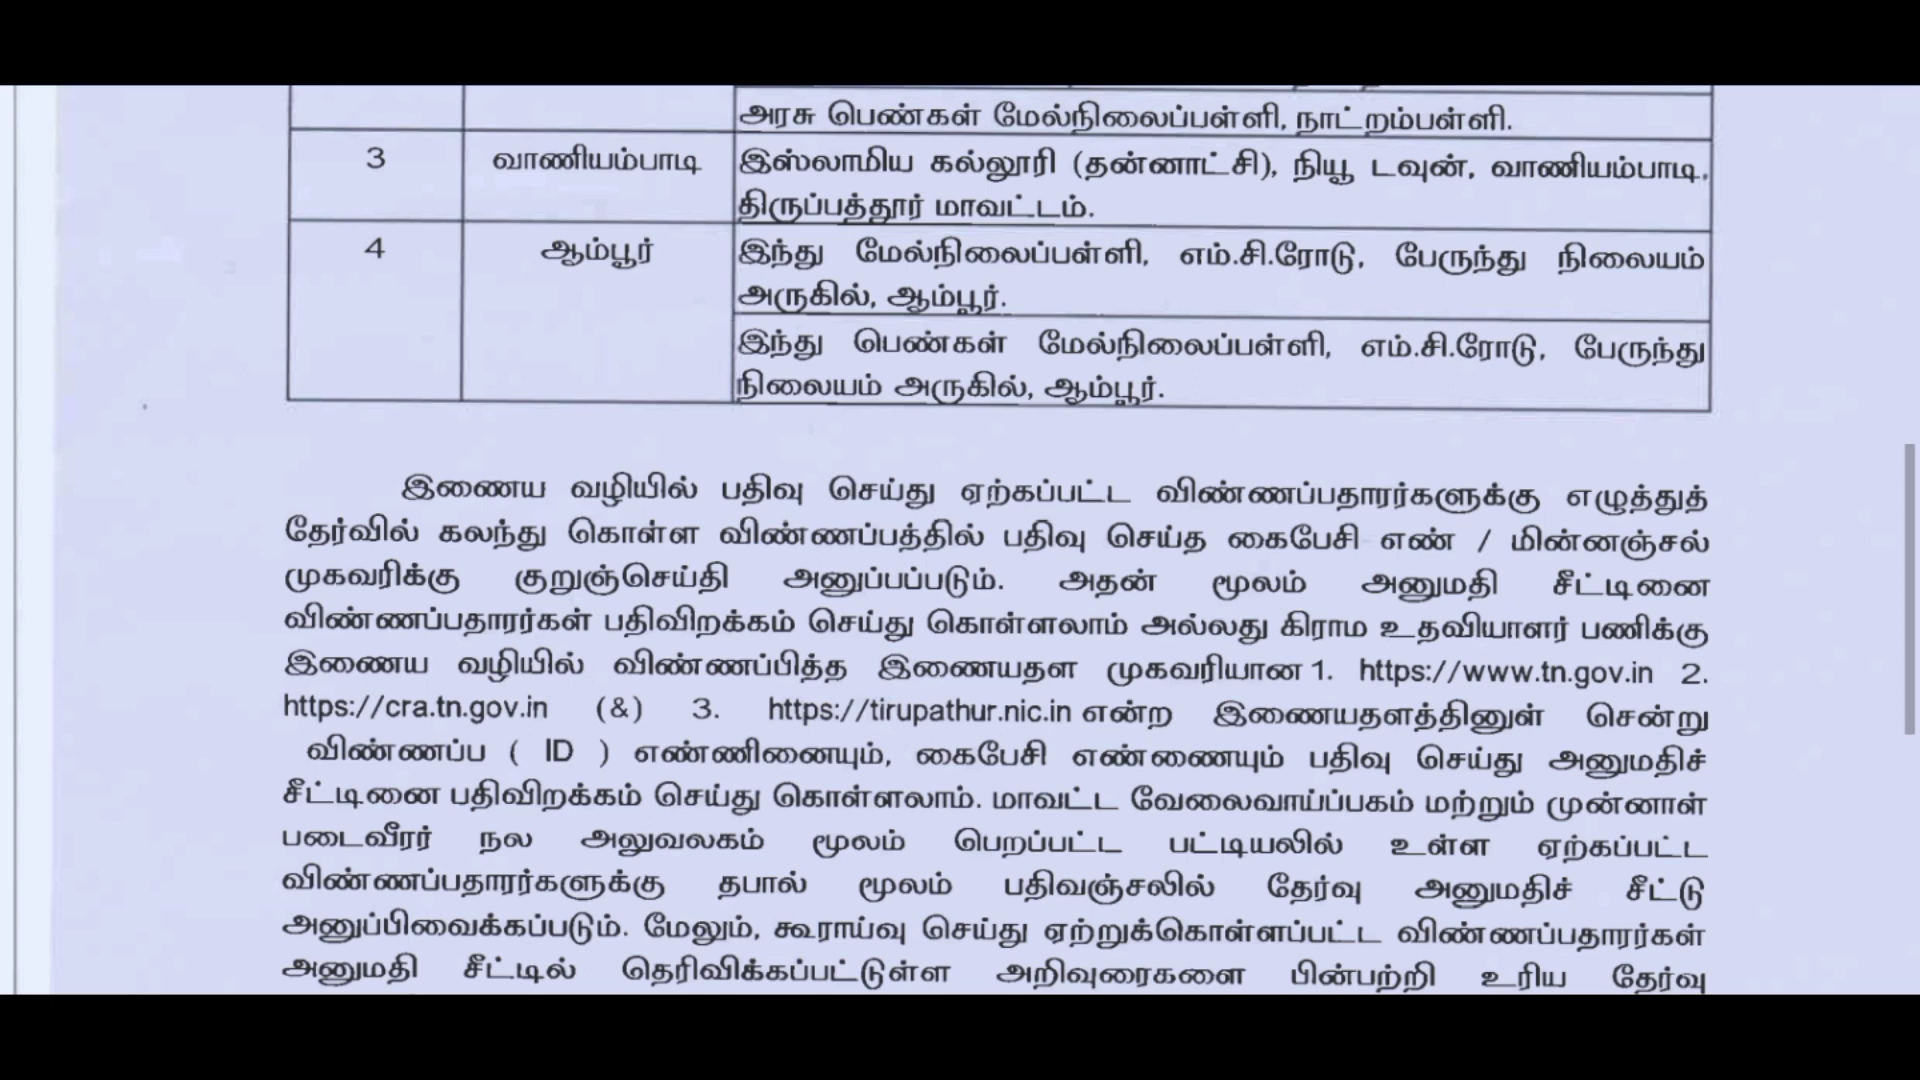 அரசு பெண்கள் மேல்நிலைப்பள்ளி, நாட்றம்பள்ளி.
3 வாணியம்பாடி இஸ்லாமிய கல்லூரி (தன்னாட்சி), நியூ டவுன், வாணியம்பாடி,
திருப்பத்தூர் மாவட்டம்.
4 ஆம்பூர் இந்து மேல்நிலைப்பள்ளி, எம்.சி.ரோடு, பேருந்து நிலையம்
அருகில், ஆம்பூர்.
இந்து பெண்கள் மேல்நிலைப்பள்ளி, எம்.சி.ரோடு, பேருந்து
நிலையம் அருகில், ஆம்பூர்.
இணைய வழியில் பதிவு செய்து ஏற்கப்பட்ட விண்ணப்பதாரர்களுக்கு எழுத்துத்
தேர்வில் கலந்து கொள்ள விண்ணப்பத்தில் பதிவு செய்த கைபேசி எண் / மின்னஞ்சல்
முகவரிக்கு குறுஞ்செய்தி அனுப்பப்படும். அதன் மூலம் அனுமதி சீட்டினை
விண்ணப்பதாரர்கள் பதிவிறக்கம் செய்து கொள்ளலாம் அல்லது கிராம உதவியாளர் பணிக்கு
இணைய வழியில் விண்ணப்பித்த இணையதள முகவரியான 1. https://www.tn.gov.in 2.
https://cra.tn.gov.in (&) 3. https://tirupathur.nic.in என்ற இணையதளத்தினுள் சென்று
விண்ணப்ப ( ID ) எண்ணினையும், கைபேசி எண்ணையும் பதிவு செய்து அனுமதிச்
சீட்டினை பதிவிறக்கம் செய்து கொள்ளலாம். மாவட்ட வேலைவாய்ப்பகம் மற்றும் முன்னாள்
படைவீரர் நல அலுவலகம் மூலம் பெறப்பட்ட பட்டியலில் உள்ள ஏற்கப்பட்ட
விண்ணப்பதாரர்களுக்கு தபால் மூலம் பதிவஞ்சலில் தேர்வு அனுமதிச் சீட்டு
அனுப்பிவைக்கப்படும். மேலும், கூராய்வு செய்து ஏற்றுக்கொள்ளப்பட்ட விண்ணப்பதாரர்கள்
அனுமதி சீட்டில் தெரிவிக்கப்பட்டுள்ள அறிவுரைகளை பின்பற்றி உரிய தேர்வு